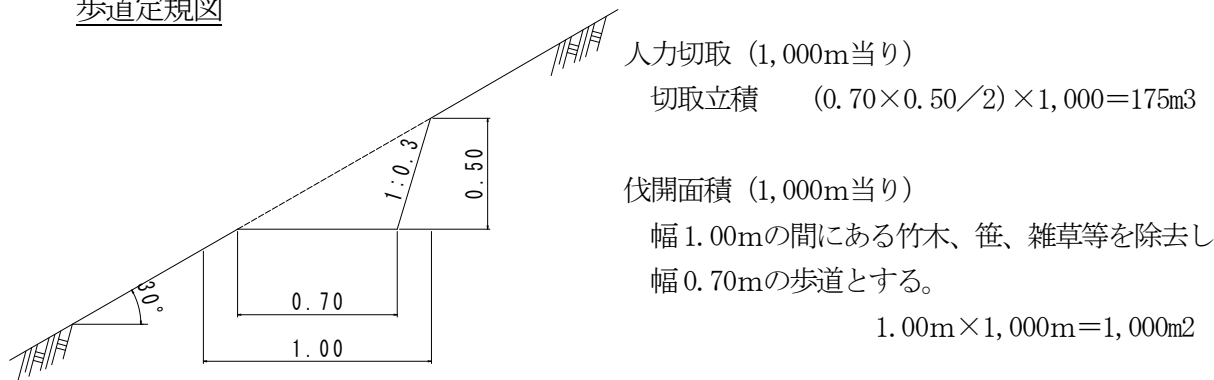 歩道定規図
人力切取（1,000m当り）
切取立積　（0.70×0.50／2）×1,000＝175m3
伐開面積（1,000m当り）
幅1.00mの間にある竹木、笹、雑草等を除去し
幅0.70mの歩道とする。
1.00m×1,000m＝1,000m2
1:0.3
0.50
30°
0.70
1.00